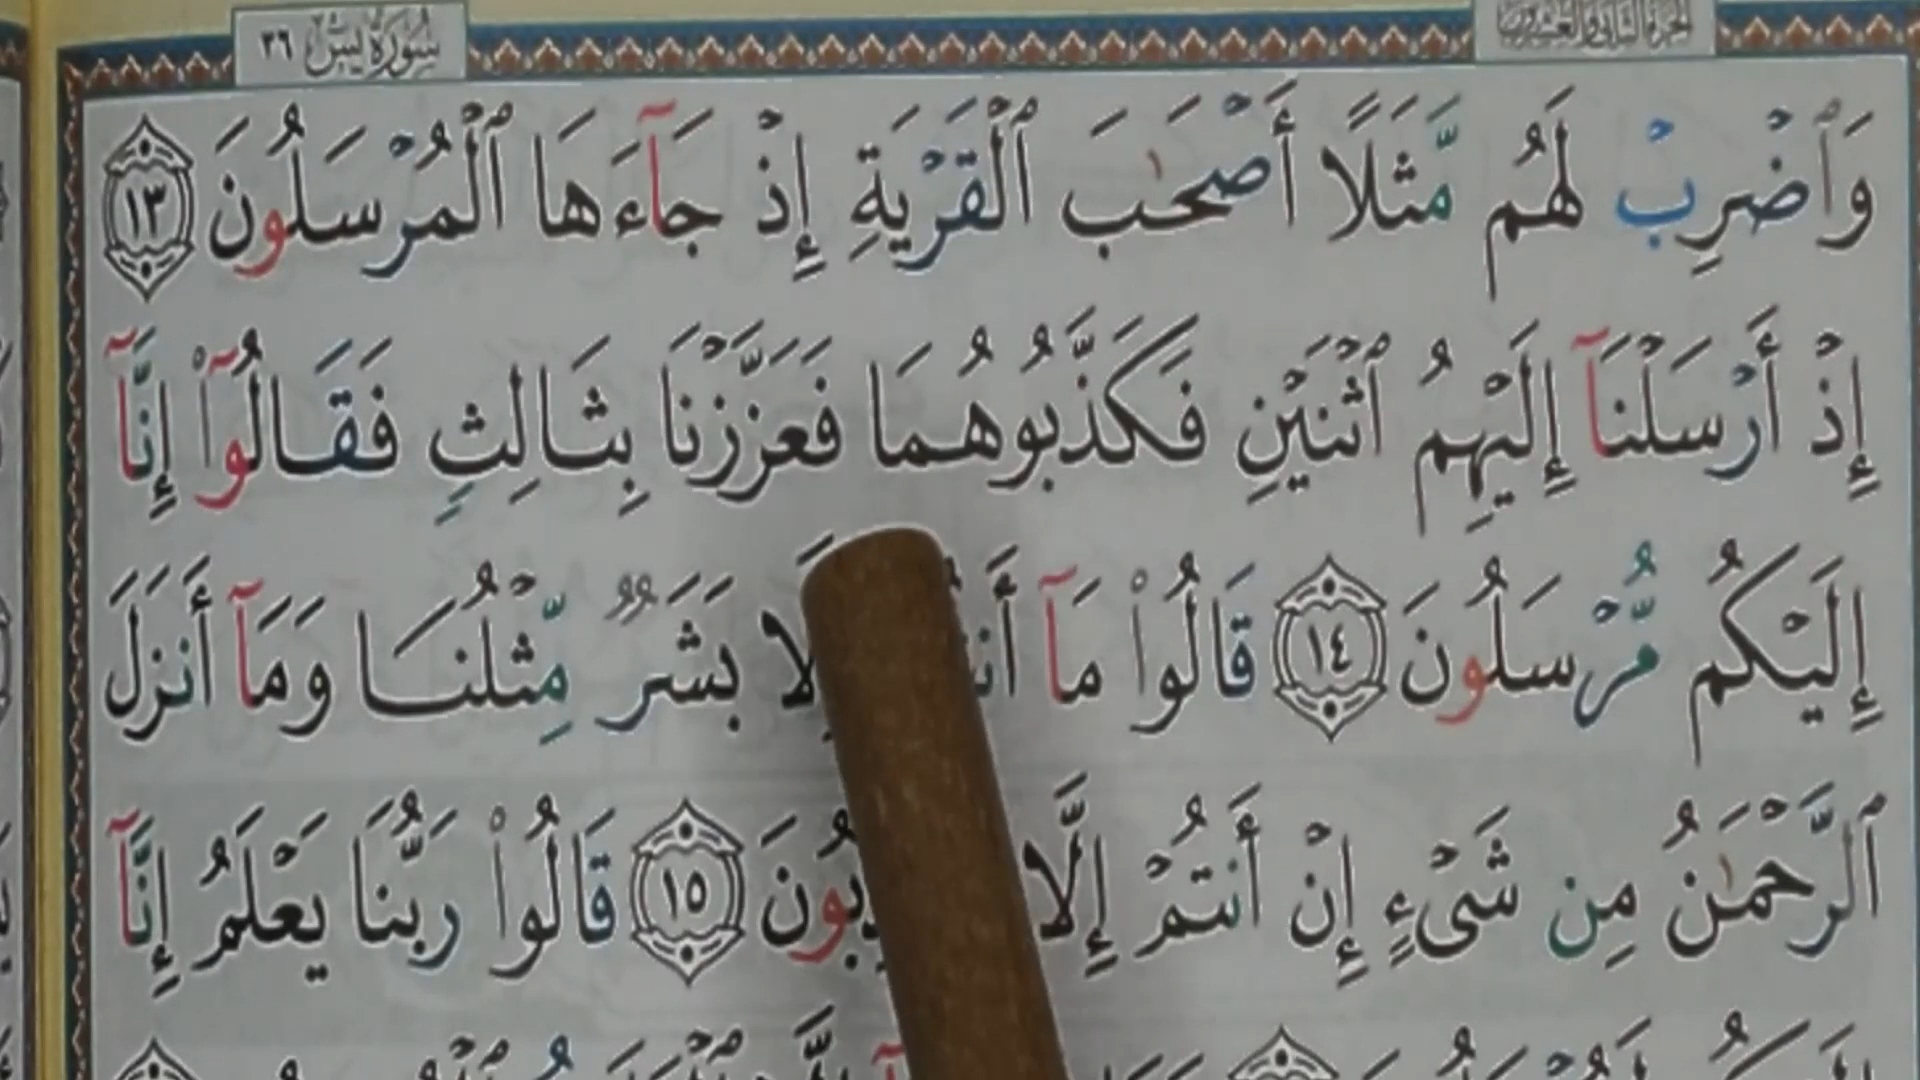 سُورَةُ يسٓ ٣٦
الجزء الثاني والعشرون
وَٱضْرِبْ لَهُم مَّثَلًا أَصْحَٰبَ ٱلْقَرْيَةِ إِذْ جَآءَهَا ٱلْمُرْسَلُونَ ١٣
إِذْ أَرْسَلْنَآ إِلَيْهِمُ ٱثْنَيْنِ فَكَذَّبُوهُمَا فَعَزَّزْنَا بِثَالِثٍ فَقَالُوٓا۟ إِنَّآ
إِلَيْكُم مُّرْسَلُونَ ١٤ قَالُوا۟ مَآ بَشَرٌ مِّثْلُنَا وَمَآ أَنزَلَ
ٱلرَّحْمَٰنُ مِن شَىْءٍ إِنْ أَنتُمْ إِلَّا ١٥ قَالُوا۟ رَبُّنَا يَعْلَمُ إِنَّآ